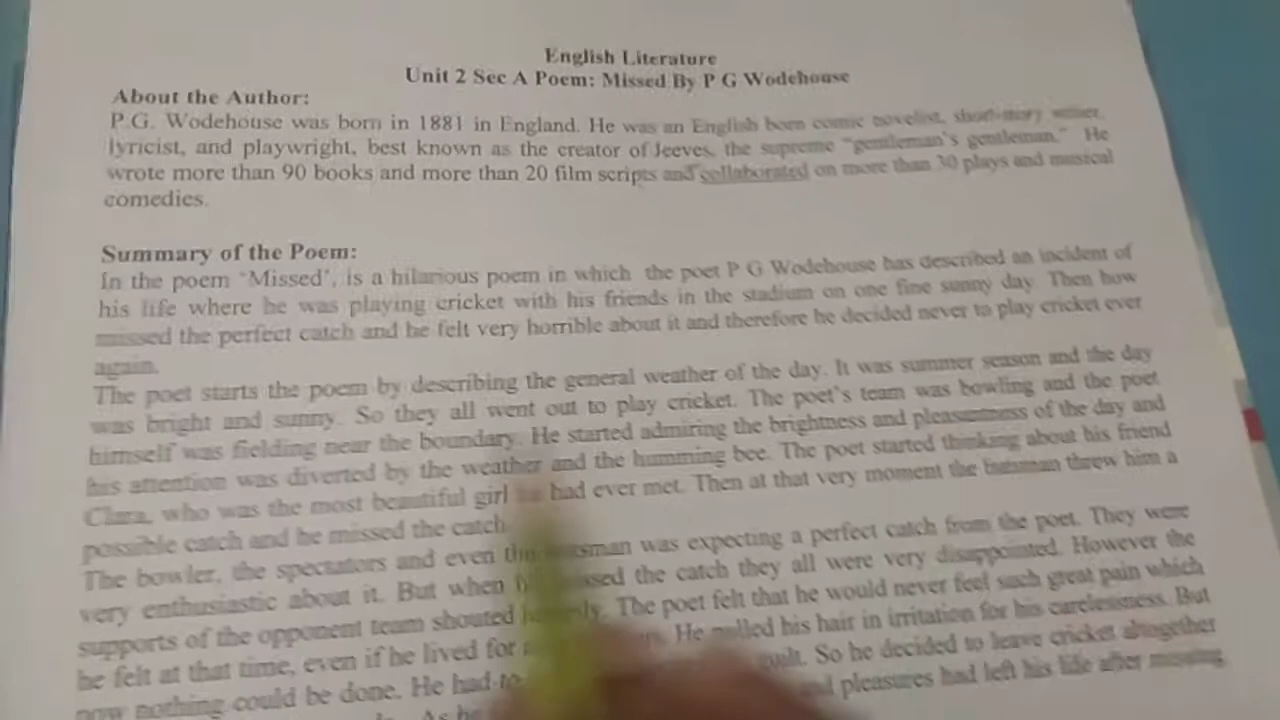 English Literature
Unit 2 Sec A Poem: Missed By P G Wodehouse
About the Author:
P.G. Wodehouse was born in 1881 in England. He was an English born comic novelist, short-story writer,
lyricist, and playwright, best known as the creator of Jeeves, the supreme "gentleman's gentleman." He
wrote more than 90 books and more than 20 film scripts and collaborated on more than 30 plays and musical
comedies.
Summary of the Poem:
In the poem 'Missed', is a hilarious poem in which the poet P G Wodehouse has described an incident of
his life where he was playing cricket with his friends in the stadium on one fine sunny day. Then how
missed the perfect catch and he felt very horrible about it and therefore he decided never to play cricket ever
again.
The poet starts the poem by describing the general weather of the day. It was summer season and the day
was bright and sunny. So they all went out to play cricket. The poet's team was bowling and the poet
himself was fielding near the boundary. He started admiring the brightness and pleasantness of the day and
his attention was diverted by the weather and the humming bee. The poet started thinking about his friend
Clara, who was the most beautiful girl had ever met. Then at that very moment the batsman threw him a
possible catch and he missed the catch
The bowler, the spectators and even was expecting a perfect catch from the poet. They were
very enthusiastic about it. But when the catch they all were very disappointed. However the
supports of the opponent team shouted The poet felt that he would never feel such great pain which
he felt at that time, even if he lived for He pulled his hair in irritation for his carelessness. But
now nothing could be done. He had So he decided to leave cricket altogether
pleasures had left his life after missing
As he